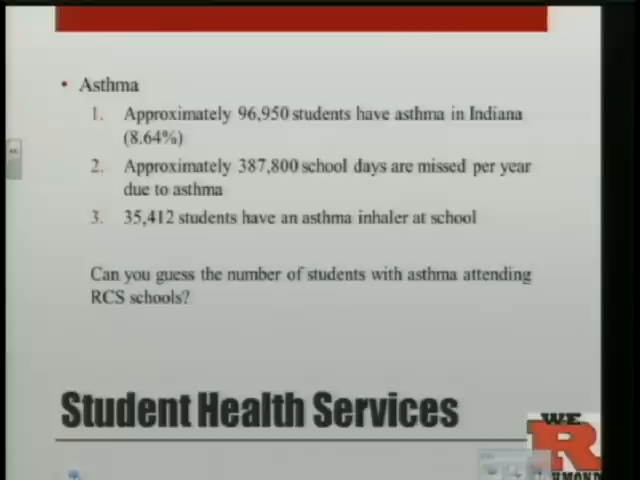 • Asthma
1. Approximately 96,950 students have asthma in Indiana
(8.64%)
2. Approximately 387,800 school days are missed per year
due to asthma
3. 35,412 students have an asthma inhaler at school
Can you guess the number of students with asthma attending
RCS schools?
Student Health Services
WE
R